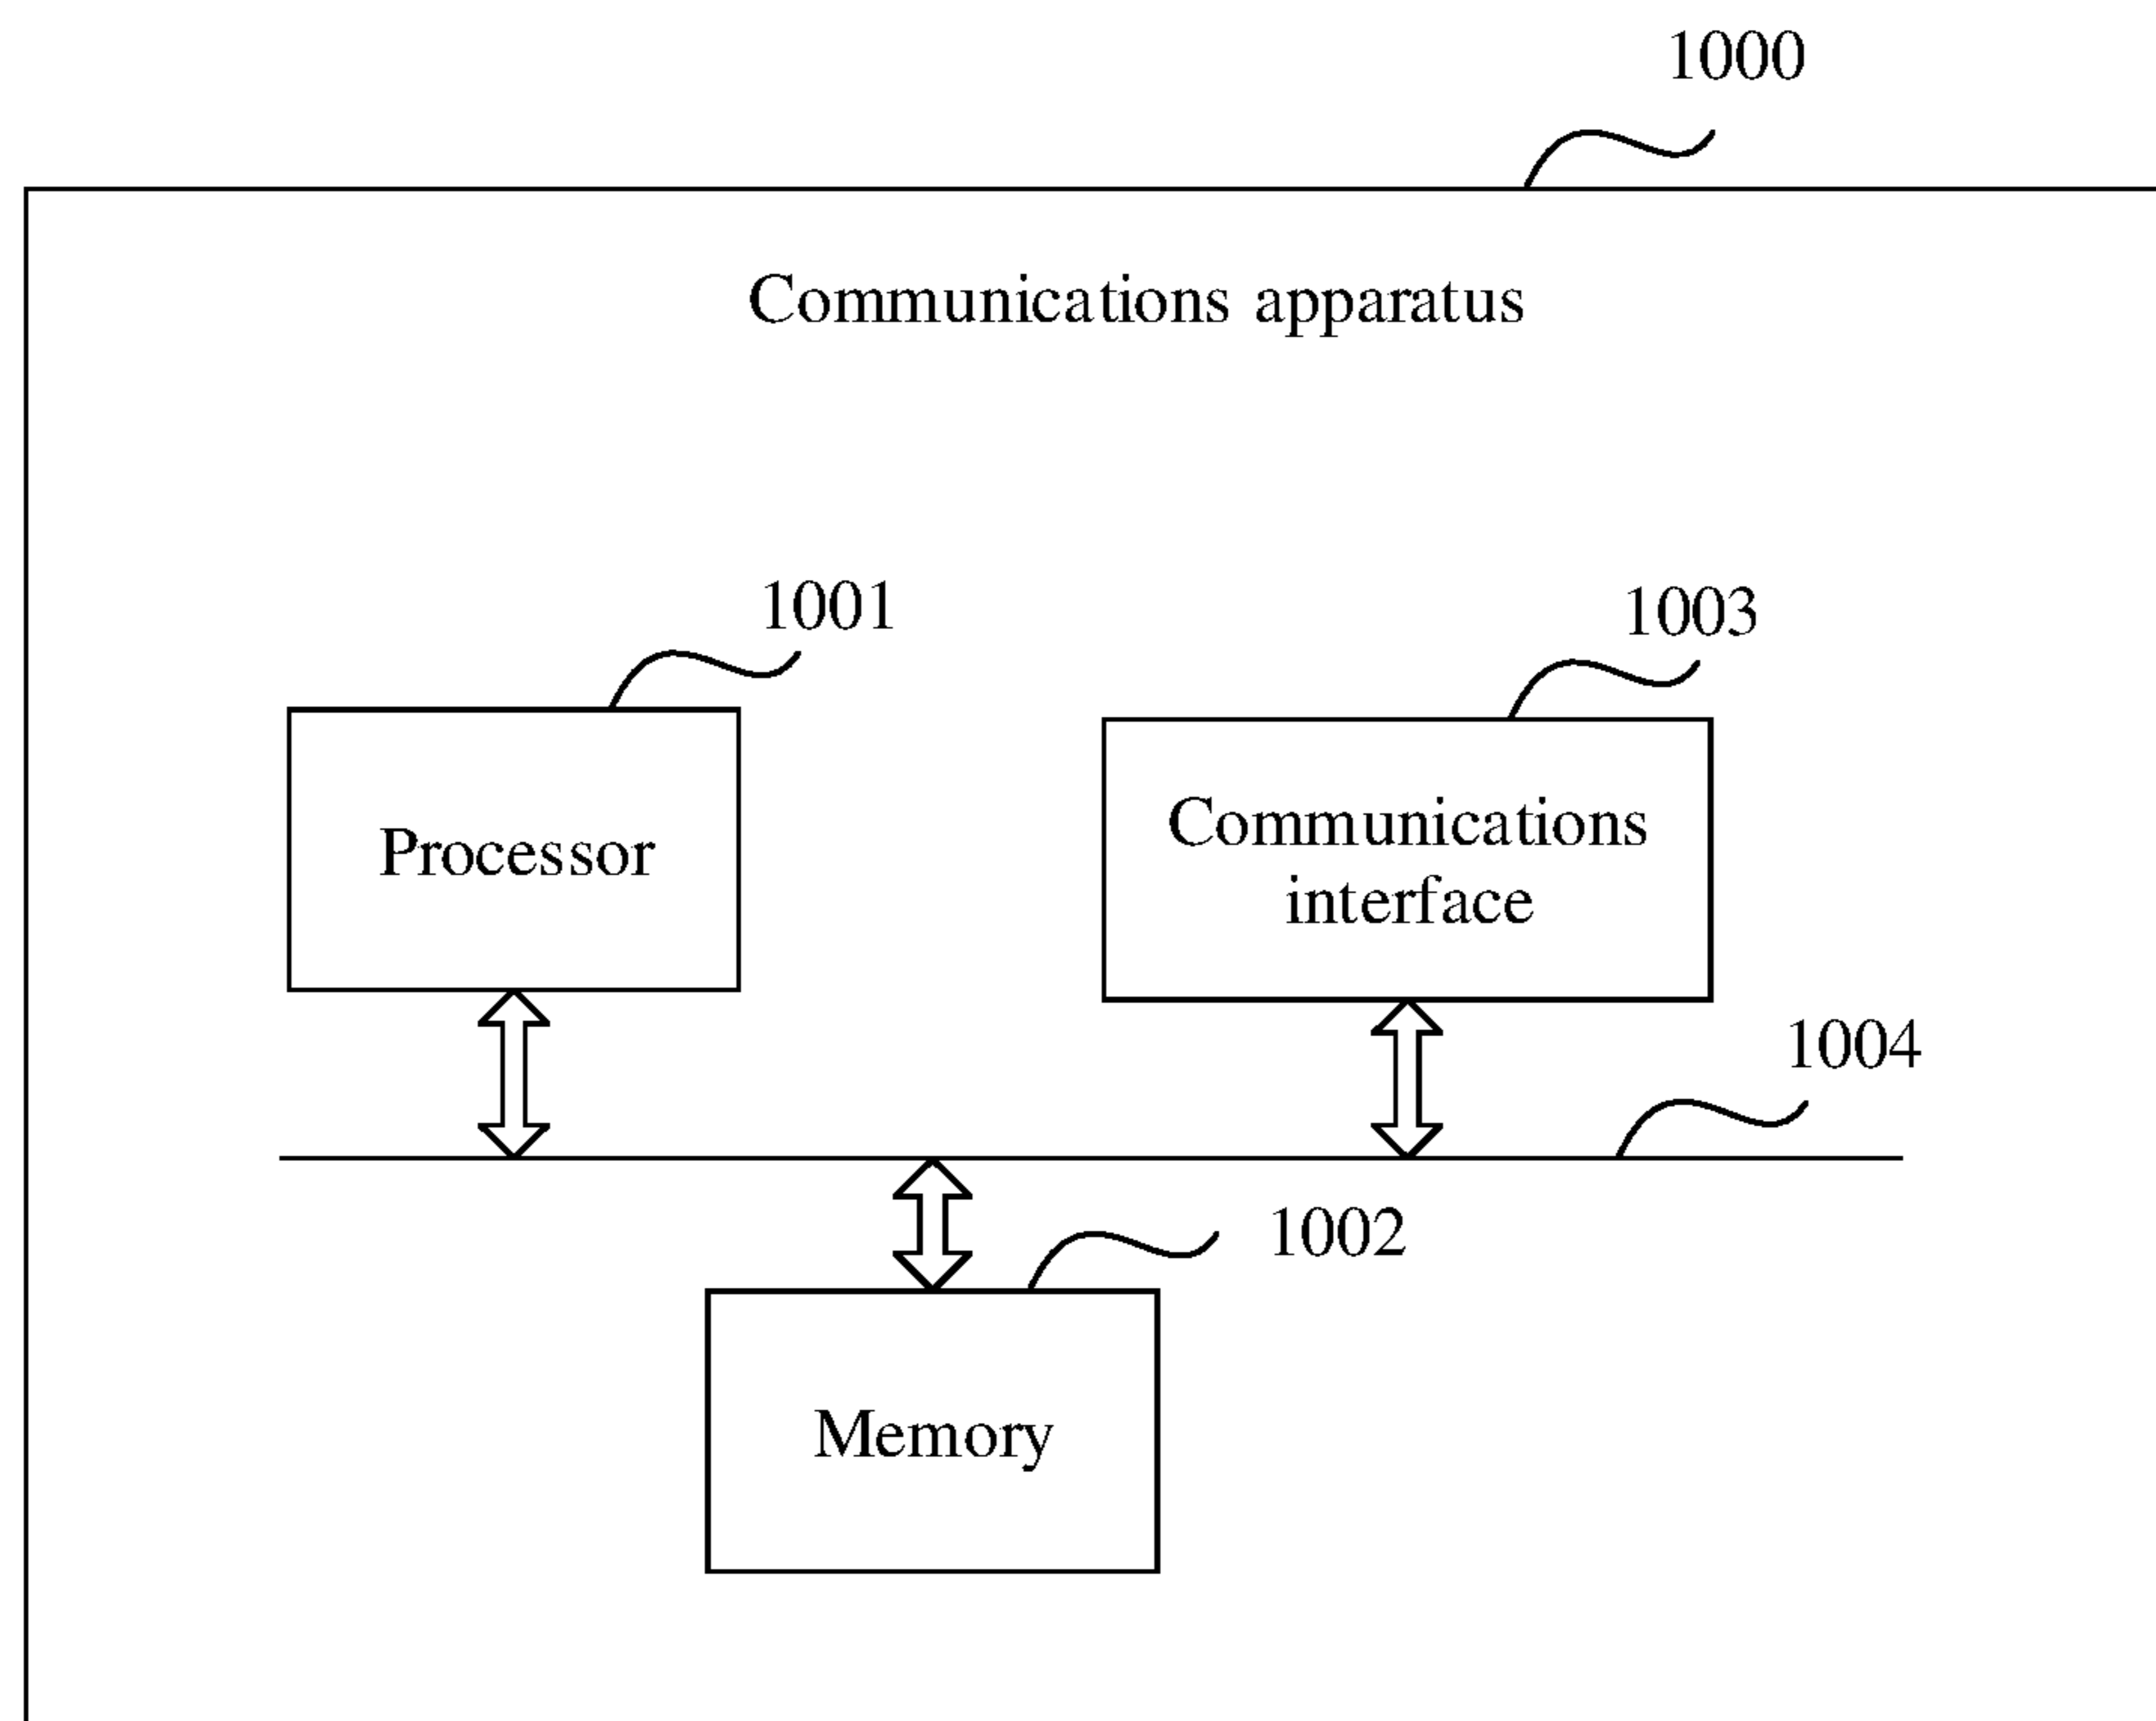 1000
Communications apparatus
1001
1003
Processor
Communications
interface
1004
1002
Memory